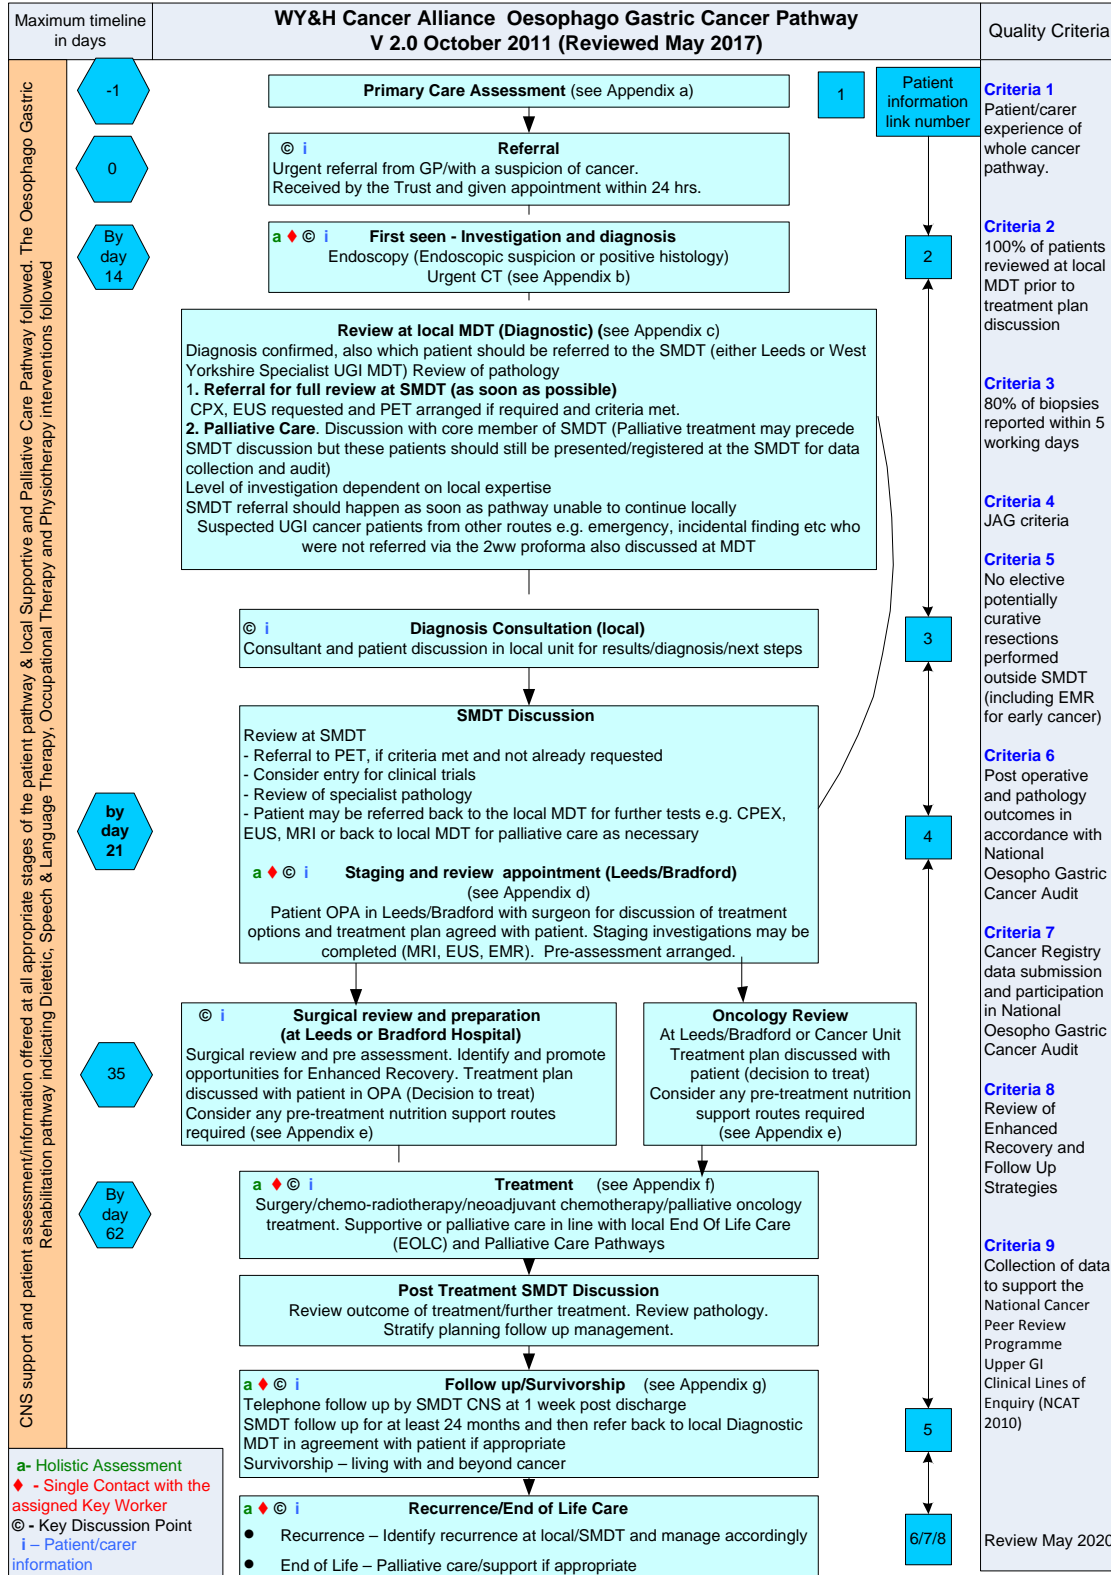 Maximum timeline
in days
WY&H Cancer Alliance Oesophago Gastric Cancer Pathway
V 2.0 October 2011 (Reviewed May 2017)
Quality Criteria
CNS support and patient assessment/information offered at all appropriate stages of the patient pathway & local Supportive and Palliative Care Pathway followed. The Oesophago Gastric
Rehabilitation pathway indicating Dietetic, Speech & Language Therapy, Occupational Therapy and Physiotherapy interventions followed
-1
Primary Care Assessment (see Appendix a)
1
Patient
information
link number
0
© i Referral
Urgent referral from GP/with a suspicion of cancer.
Received by the Trust and given appointment within 24 hrs.
By
day
14
a ♦ © i First seen - Investigation and diagnosis
Endoscopy (Endoscopic suspicion or positive histology)
Urgent CT (see Appendix b)
2
Review at local MDT (Diagnostic) (see Appendix c)
Diagnosis confirmed, also which patient should be referred to the SMDT (either Leeds or West
Yorkshire Specialist UGI MDT) Review of pathology
1. Referral for full review at SMDT (as soon as possible)
CPX, EUS requested and PET arranged if required and criteria met.
2. Palliative Care. Discussion with core member of SMDT (Palliative treatment may precede
SMDT discussion but these patients should still be presented/registered at the SMDT for data
collection and audit)
Level of investigation dependent on local expertise
SMDT referral should happen as soon as pathway unable to continue locally
Suspected UGI cancer patients from other routes e.g. emergency, incidental finding etc who
were not referred via the 2ww proforma also discussed at MDT
© i Diagnosis Consultation (local)
Consultant and patient discussion in local unit for results/diagnosis/next steps
3
by
day
21
SMDT Discussion
Review at SMDT
- Referral to PET, if criteria met and not already requested
- Consider entry for clinical trials
- Review of specialist pathology
- Patient may be referred back to the local MDT for further tests e.g. CPEX,
EUS, MRI or back to local MDT for palliative care as necessary
a ♦ © i Staging and review appointment (Leeds/Bradford)
(see Appendix d)
Patient OPA in Leeds/Bradford with surgeon for discussion of treatment
options and treatment plan agreed with patient. Staging investigations may be
completed (MRI, EUS, EMR). Pre-assessment arranged.
4
35
© i Surgical review and preparation
(at Leeds or Bradford Hospital)
Surgical review and pre assessment. Identify and promote
opportunities for Enhanced Recovery. Treatment plan
discussed with patient in OPA (Decision to treat)
Consider any pre-treatment nutrition support routes
required (see Appendix e)
Oncology Review
At Leeds/Bradford or Cancer Unit
Treatment plan discussed with
patient (decision to treat)
Consider any pre-treatment nutrition
support routes required
(see Appendix e)
By
day
62
a ♦ © i Treatment (see Appendix f)
Surgery/chemo-radiotherapy/neoadjuvant chemotherapy/palliative oncology
treatment. Supportive or palliative care in line with local End Of Life Care
(EOLC) and Palliative Care Pathways
Post Treatment SMDT Discussion
Review outcome of treatment/further treatment. Review pathology.
Stratify planning follow up management.
a ♦ © i Follow up/Survivorship (see Appendix g)
Telephone follow up by SMDT CNS at 1 week post discharge
SMDT follow up for at least 24 months and then refer back to local Diagnostic
MDT in agreement with patient if appropriate
Survivorship – living with and beyond cancer
5
a ♦ © i Recurrence/End of Life Care
● Recurrence – Identify recurrence at local/SMDT and manage accordingly
● End of Life – Palliative care/support if appropriate
6/7/8
a- Holistic Assessment
♦ - Single Contact with the
assigned Key Worker
© - Key Discussion Point
i – Patient/carer
information
Criteria 1
Patient/carer
experience of
whole cancer
pathway.
Criteria 2
100% of patients
reviewed at local
MDT prior to
treatment plan
discussion
Criteria 3
80% of biopsies
reported within 5
working days
Criteria 4
JAG criteria
Criteria 5
No elective
potentially
curative
resections
performed
outside SMDT
(including EMR
for early cancer)
Criteria 6
Post operative
and pathology
outcomes in
accordance with
National
Oesopho Gastric
Cancer Audit
Criteria 7
Cancer Registry
data submission
and participation
in National
Oesopho Gastric
Cancer Audit
Criteria 8
Review of
Enhanced
Recovery and
Follow Up
Strategies
Criteria 9
Collection of data
to support the
National Cancer
Peer Review
Programme
Upper GI
Clinical Lines of
Enquiry (NCAT
2010)
Review May 2020